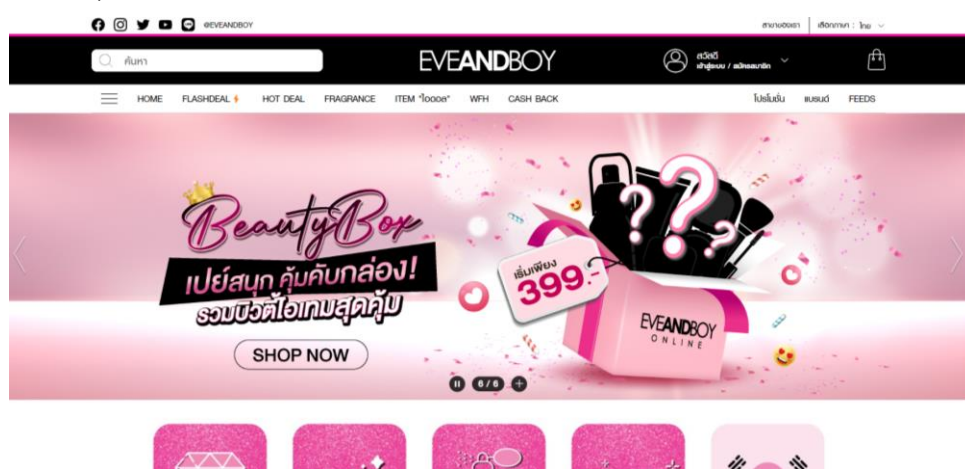 @EVEANDBOY
สาขาของเรา
เลือกภาษา : ไทย
ค้นหา
EVEANDBOY
สวัสดี
เข้าสู่ระบบ / สมัครสมาชิก
HOME FLASHDEAL HOT DEAL FRAGRANCE ITEM "ไอดอล" WFH CASH BACK
โปรโมชั่น แบรนด์ FEEDS
BeautyBox
เปย์สนุก คุ้มคับกล่อง!
รวมบิวตี้ไอเทมสุดคุ้ม
SHOP NOW
เริ่มเพียง
399.-
EVEANDBOY
ONLINE
6/6